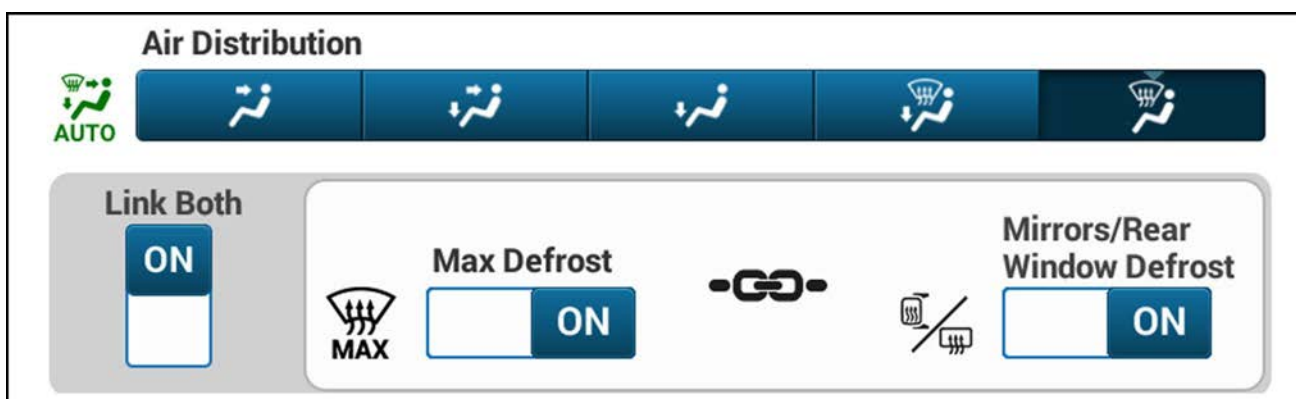 Air Distribution
AUTO
Link Both
ON
Max Defrost
MAX
ON
Mirrors/Rear
Window Defrost
ON